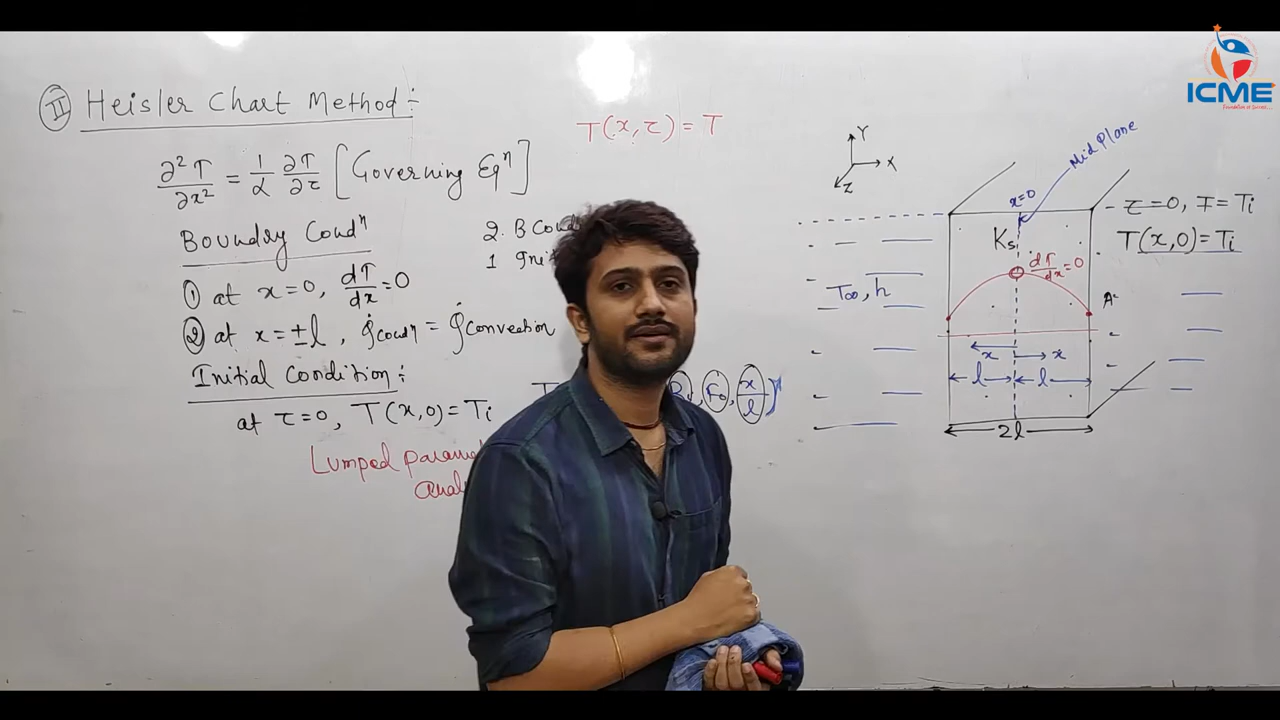 II Heisler Chart Method :-
∂²T/∂x² = 1/α ∂T/∂τ [Governing Eqⁿ]
Boundry Condⁿ
① at x=0, dT/dx=0
② at x=±l, q̇condⁿ = q̇convection
Initial Condition :-
at τ=0, T(x,0)=Ti
Lumped
T(x,τ)=T
2. B Cond
1
T
, Fo, x/l)
Y
X
Z
Mid Plane
x=0
Ks
dT/dx=0
T∞, h
x
x
l
l
2l
τ=0, T=Ti
T(x,0)=Ti
ICME